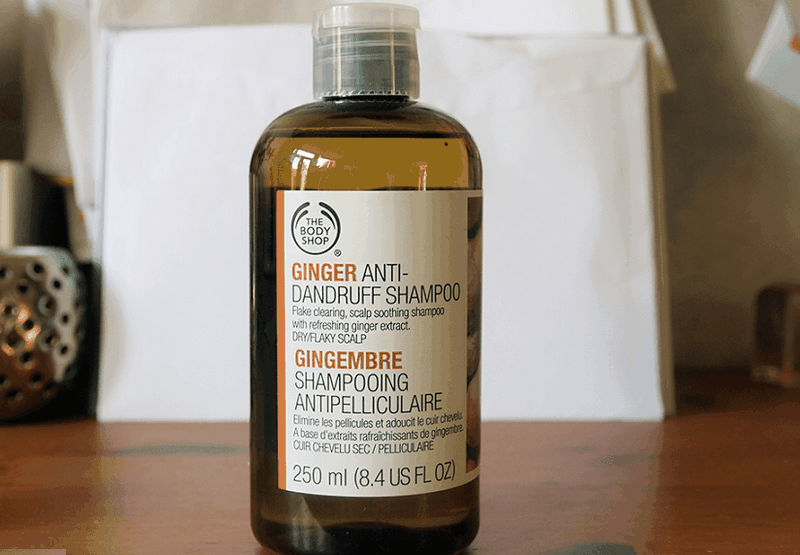 THE
BODY
SHOP
®
GINGER ANTI-
DANDRUFF SHAMPOO
Flake clearing, scalp soothing shampoo
with refreshing ginger extract.
DRY/FLAKY SCALP
GINGEMBRE
SHAMPOOING
ANTIPELLICULAIRE
Elimine les pellicules et adoucit le cuir chevelu.
A base d'extraits rafraîchissants de gingembre.
CUIR CHEVELU SEC / PELLICULAIRE
250 ml (8.4 US FL OZ)